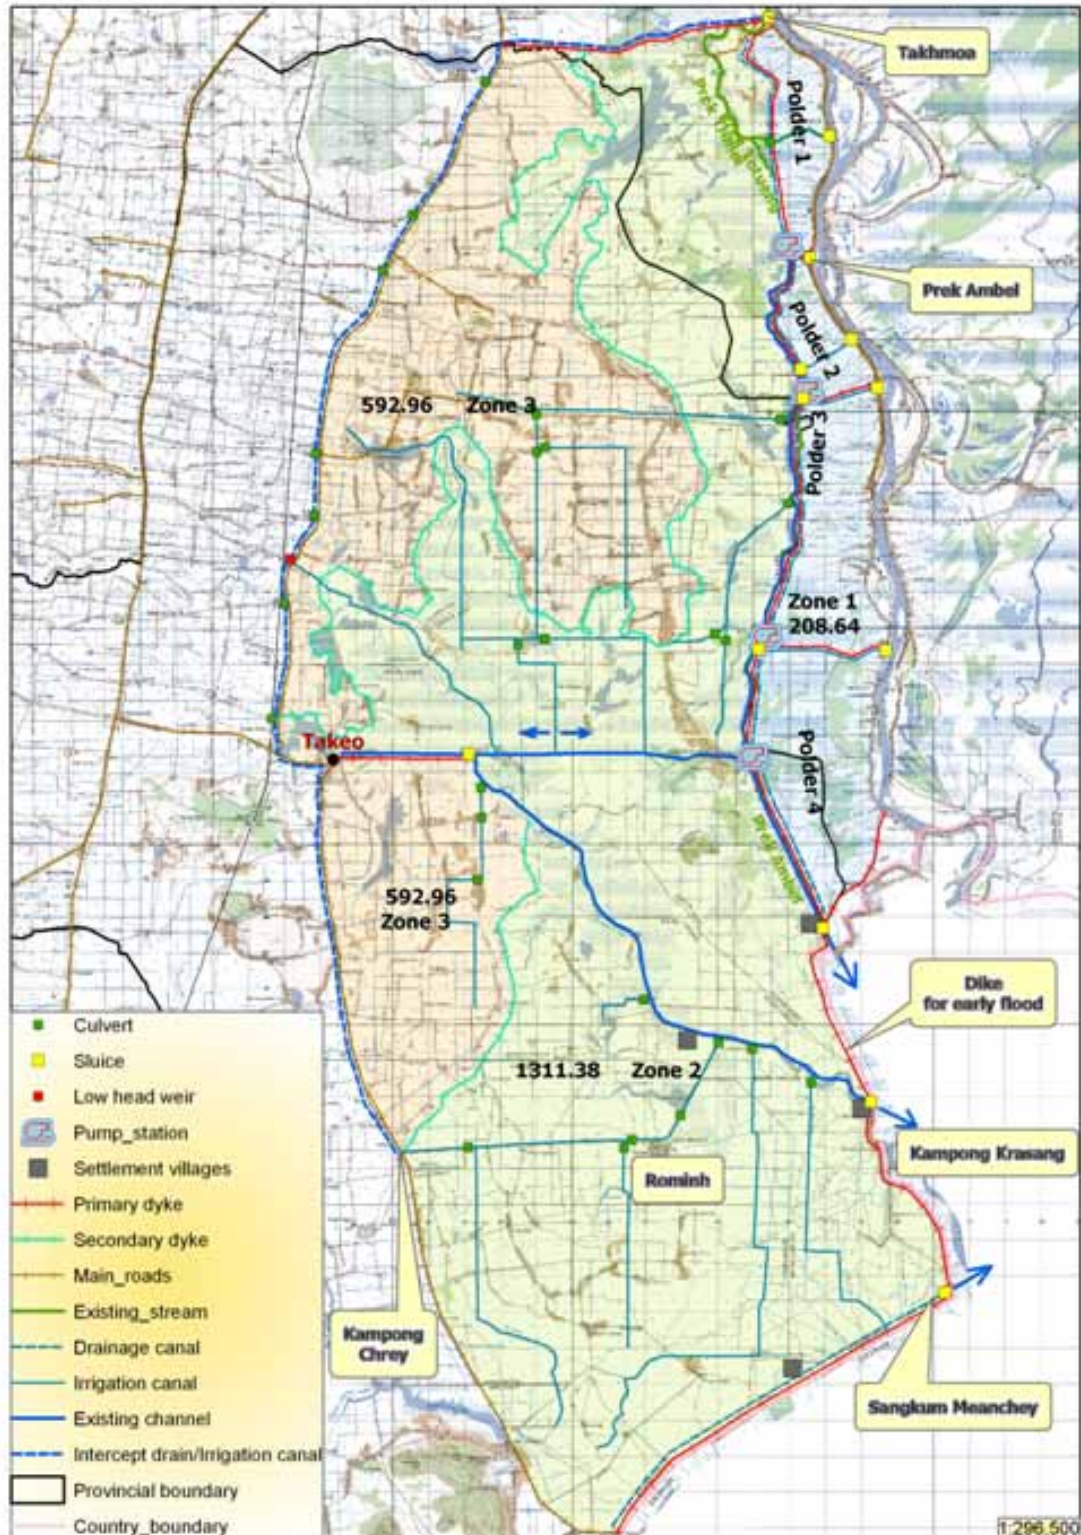 Takhmoa
Polder 1
Prek Ambel
Polder 2
592.96 Zone 3
Polder 3
Zone 1
208.64
Takeo
Polder 4
Prek Ambel
592.96
Zone 3
Dike
for early flood
1311.38 Zone 2
Kampong Krasang
Rominh
Kampong
Chrey
Sangkum Meanchey
Culvert
Sluice
Low head weir
Pump_station
Settlement villages
Primary dyke
Secondary dyke
Main_roads
Existing_stream
Drainage canal
Irrigation canal
Existing channel
Intercept drain/Irrigation canal
Provincial boundary
Country_boundary
1:296,500